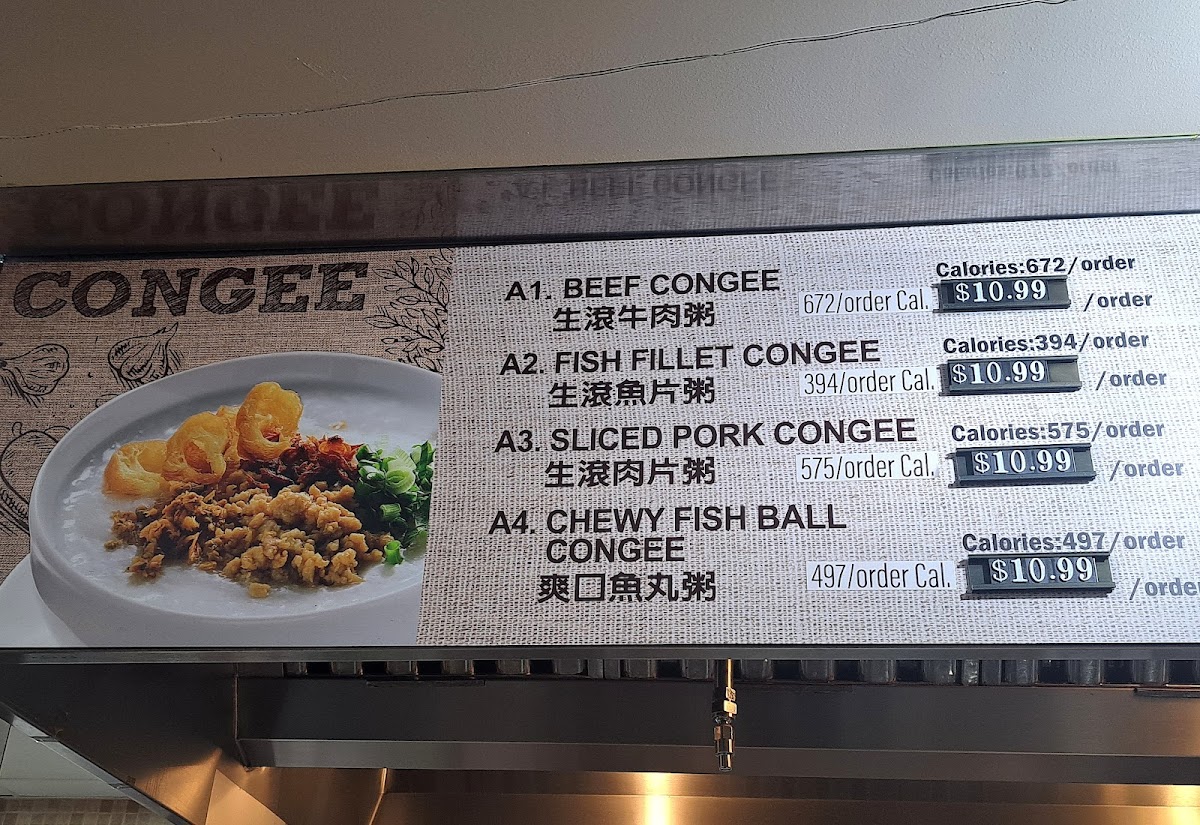 CONGEE
A1. BEEF CONGEE
生滾牛肉粥
672/order Cal.
Calories:672/order
$10.99 /order
A2. FISH FILLET CONGEE
生滾魚片粥
394/order Cal.
Calories:394/order
$10.99 /order
A3. SLICED PORK CONGEE
生滾肉片粥
575/order Cal.
Calories:575/order
$10.99 /order
A4. CHEWY FISH BALL
CONGEE
爽口魚丸粥
497/order Cal.
Calories:497/order
$10.99 /order